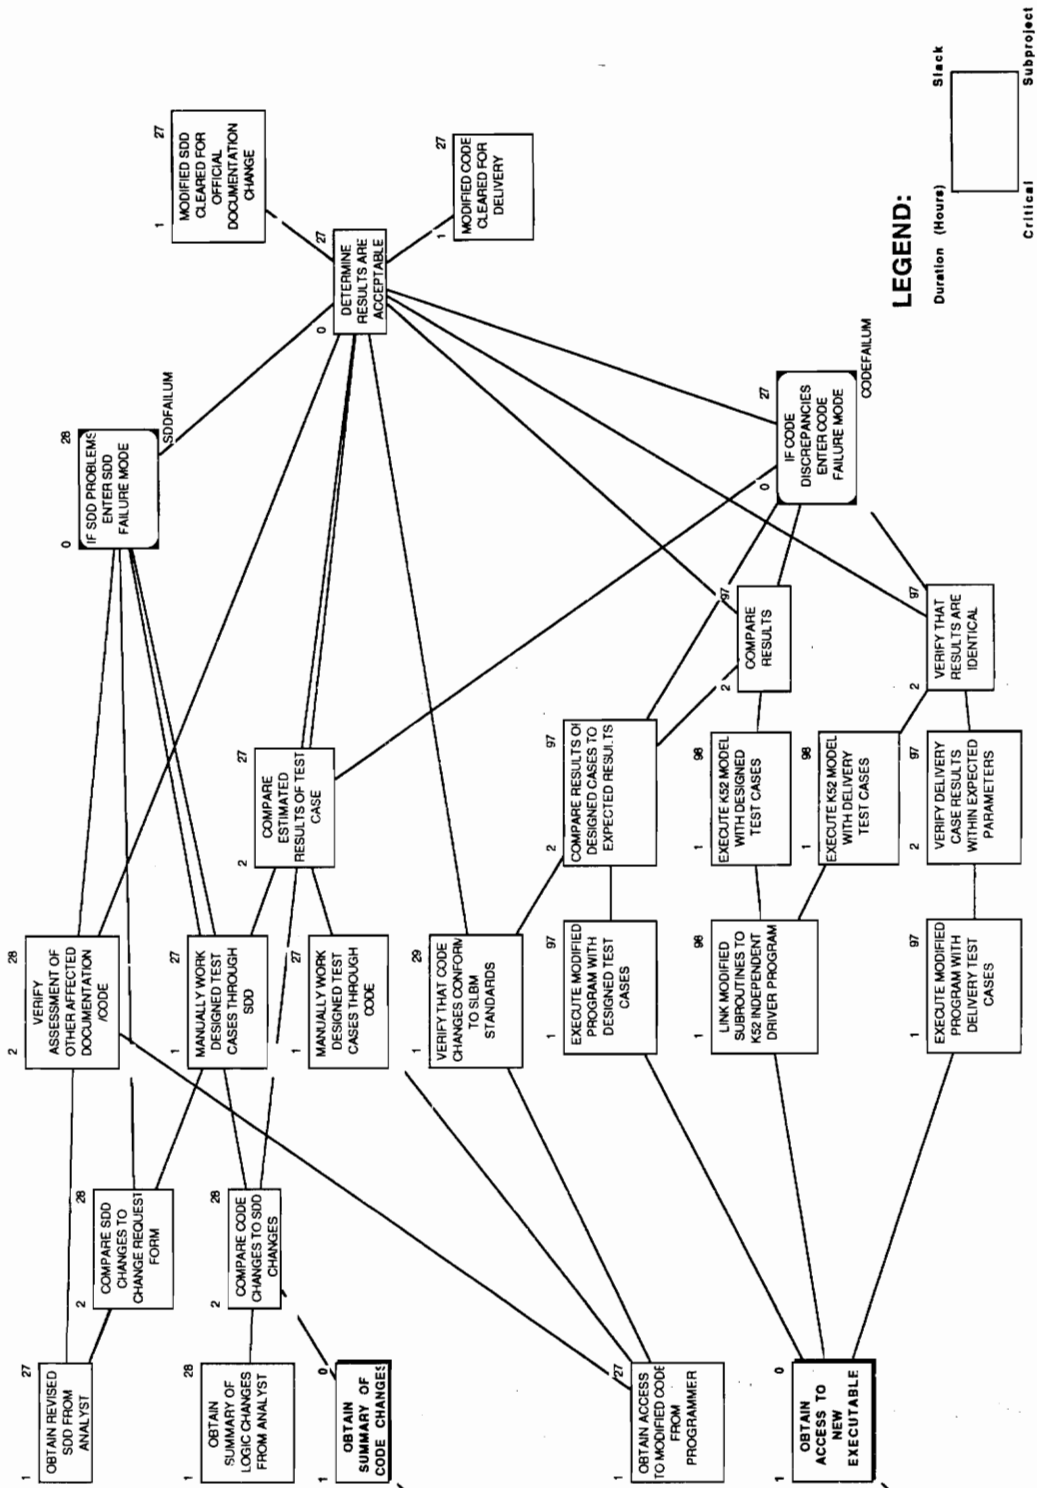 1
27
OBTAIN REVISED
SDD FROM
ANALYST
1
28
OBTAIN
SUMMARY OF
LOGIC CHANGES
FROM ANALYST
1
0
OBTAIN
SUMMARY OF
CODE CHANGES
1
27
OBTAIN ACCESS
TO MODIFIED CODE
FROM
PROGRAMMER
1
0
OBTAIN
ACCESS TO
NEW
EXECUTABLE
2
28
COMPARE SDD
CHANGES TO
CHANGE REQUEST
FORM
2
28
COMPARE CODE
CHANGES TO SDD
CHANGES
2
28
VERIFY
ASSESSMENT OF
OTHER AFFECTED
DOCUMENTATION
/CODE
1
27
MANUALLY WORK
DESIGNED TEST
CASES THROUGH
SDD
1
27
MANUALLY WORK
DESIGNED TEST
CASES THROUGH
CODE
1
29
VERIFY THAT CODE
CHANGES CONFORM
TO SLBM
STANDARDS
1
97
EXECUTE MODIFIED
PROGRAM WITH
DESIGNED TEST
CASES
1
98
LINK MODIFIED
SUBROUTINES TO
K52 INDEPENDENT
DRIVER PROGRAM
1
97
EXECUTE MODIFIED
PROGRAM WITH
DELIVERY TEST
CASES
2
27
COMPARE
ESTIMATED
RESULTS OF TEST
CASE
2
97
COMPARE RESULTS OF
DESIGNED CASES TO
EXPECTED RESULTS
1
98
EXECUTE K52 MODEL
WITH DESIGNED
TEST CASES
1
98
EXECUTE K52 MODEL
WITH DELIVERY
TEST CASES
2
97
VERIFY DELIVERY
CASE RESULTS
WITHIN EXPECTED
PARAMETERS
2
97
COMPARE
RESULTS
2
97
VERIFY THAT
RESULTS ARE
IDENTICAL
0
28
IF SDD PROBLEMS
ENTER SDD
FAILURE MODE
SDDFAILUM
0
27
IF CODE
DISCREPANCIES
ENTER CODE
FAILURE MODE
CODEFAILUM
0
27
DETERMINE
RESULTS ARE
ACCEPTABLE
1
27
MODIFIED SDD
CLEARED FOR
OFFICIAL
DOCUMENTATION
CHANGE
1
27
MODIFIED CODE
CLEARED FOR
DELIVERY
LEGEND:
Duration (Hours) Slack
Critical Subproject